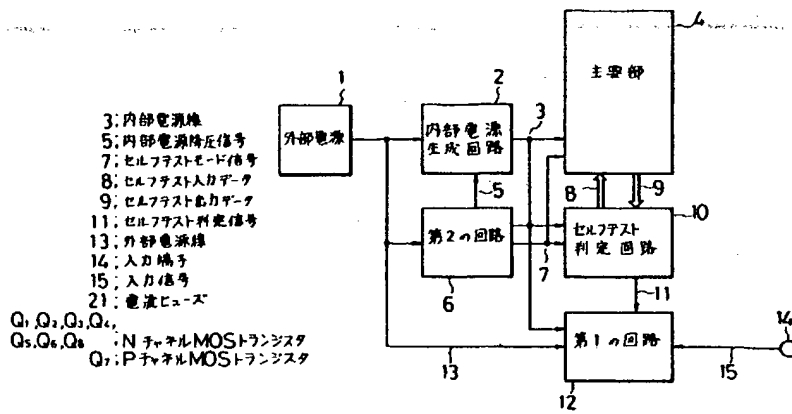 3;内部電源線
5;内部電源降圧信号
7;セルフテストモード信号
8;セルフテスト入力データ
9;セルフテスト出力データ
11;セルフテスト判定信号
13;外部電源線
14;入力端子
15;入力信号
21;電流ヒューズ
Q₁,Q₂,Q₃,Q₄,
Q₅,Q₆,Q₈;NチャネルMOSトランジスタ
Q₇;PチャネルMOSトランジスタ
1
外部電源
2
内部電源
生成回路
3
4
主要部
5
第2の回路
6
7
8
9
10
セルフテスト
判定回路
11
第1の回路
12
13
14
15